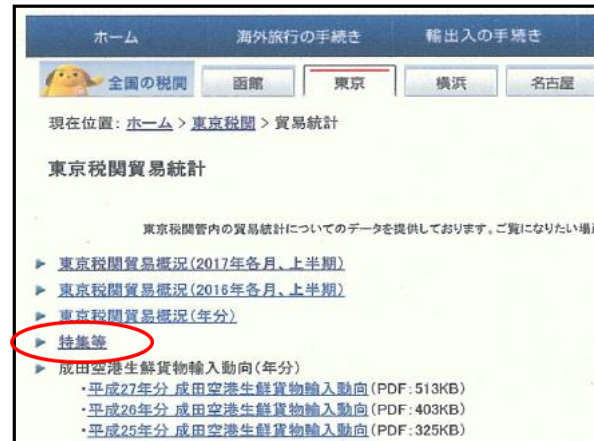 ホーム 海外旅行の手続き 輸出入の手続き
全国の税関 函館 東京 横浜 名古屋
現在位置: ホーム > 東京税関 > 貿易統計
東京税関貿易統計
東京税関管内の貿易統計についてのデータを提供しております。ご覧になりたい場
▶ 東京税関貿易概況(2017年各月、上半期)
▶ 東京税関貿易概況(2016年各月、上半期)
▶ 東京税関貿易概況(年分)
▶ 特集等
▶ 成田空港生鮮貨物輸入動向(年分)
・平成27年分 成田空港生鮮貨物輸入動向(PDF:513KB)
・平成26年分 成田空港生鮮貨物輸入動向(PDF:403KB)
・平成25年分 成田空港生鮮貨物輸入動向(PDF:325KB)